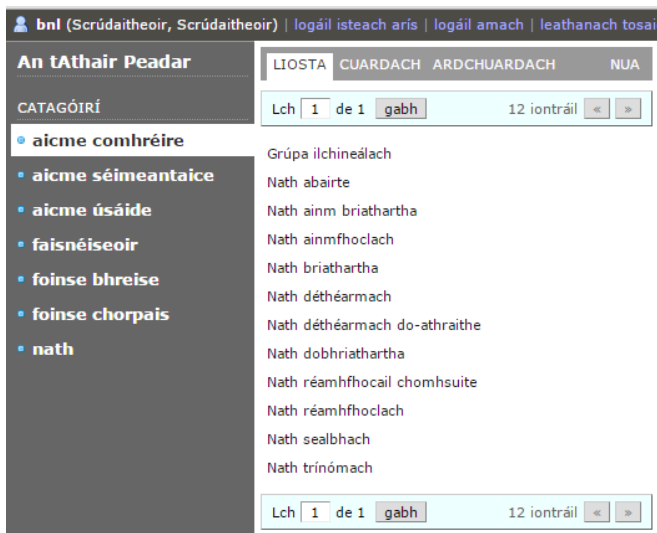 bnl (Scrúdaitheoir, Scrúdaitheoir) | logáil isteach arís | logáil amach | leathanach tosai
An tAthair Peadar
CATAGÓIRÍ
aicme comhréire
aicme séimeantaice
aicme úsáide
faisnéiseoir
foinse bhreise
foinse chorpais
nath
LIOSTA CUARDACH ARDCHUARDACH NUA
Lch 1 de 1 gabh 12 iontráil « »
Grúpa ilchineálach
Nath abairte
Nath ainm briathartha
Nath ainmfhoclach
Nath briathartha
Nath déthéarmach
Nath déthéarmach do-athraithe
Nath dobhriathartha
Nath réamhfhocail chomhsuite
Nath réamhfhoclach
Nath sealbhach
Nath trínómach
Lch 1 de 1 gabh 12 iontráil « »